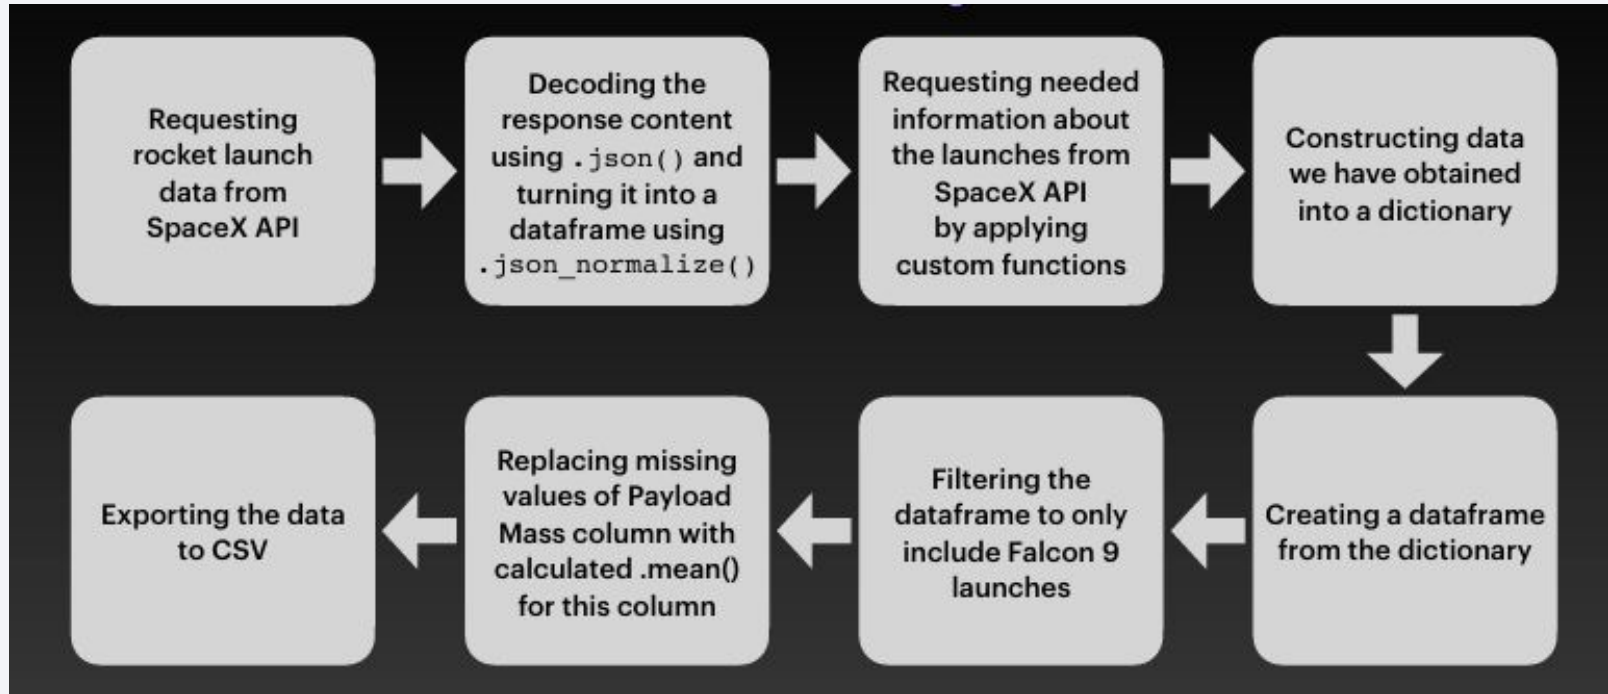 Requesting
rocket launch
data from
SpaceX API
Decoding the
response content
using .json() and
turning it into a
dataframe using
.json_normalize()
Requesting needed
information about
the launches from
SpaceX API
by applying
custom functions
Constructing data
we have obtained
into a dictionary
Creating a dataframe
from the dictionary
Filtering the
dataframe to only
include Falcon 9
launches
Replacing missing
values of Payload
Mass column with
calculated .mean()
for this column
Exporting the data
to CSV